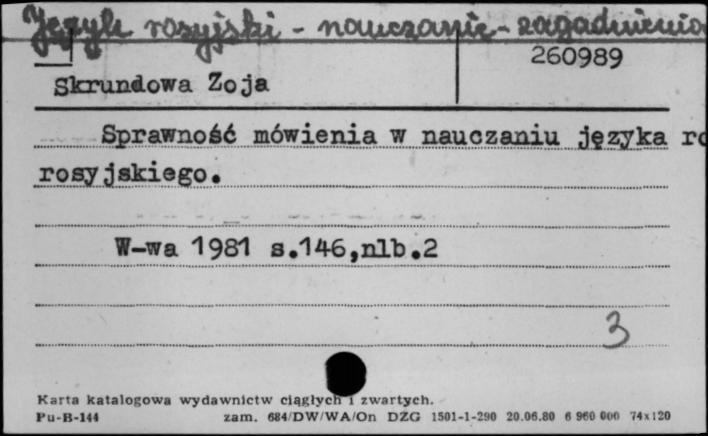 Język rosyjski - nauczanie - zagadnienia
260989
Skrundowa Zoja
Sprawność mówienia w nauczaniu języka ro
rosyjskiego.
W-wa 1981 s.146,nlb.2
3
Karta katalogowa wydawnictw ciągłych i zwartych.
Pu-B-144 zam. 684/DW/WA/On DZG 1501-1-290 20.06.80 6 960 000 74x120